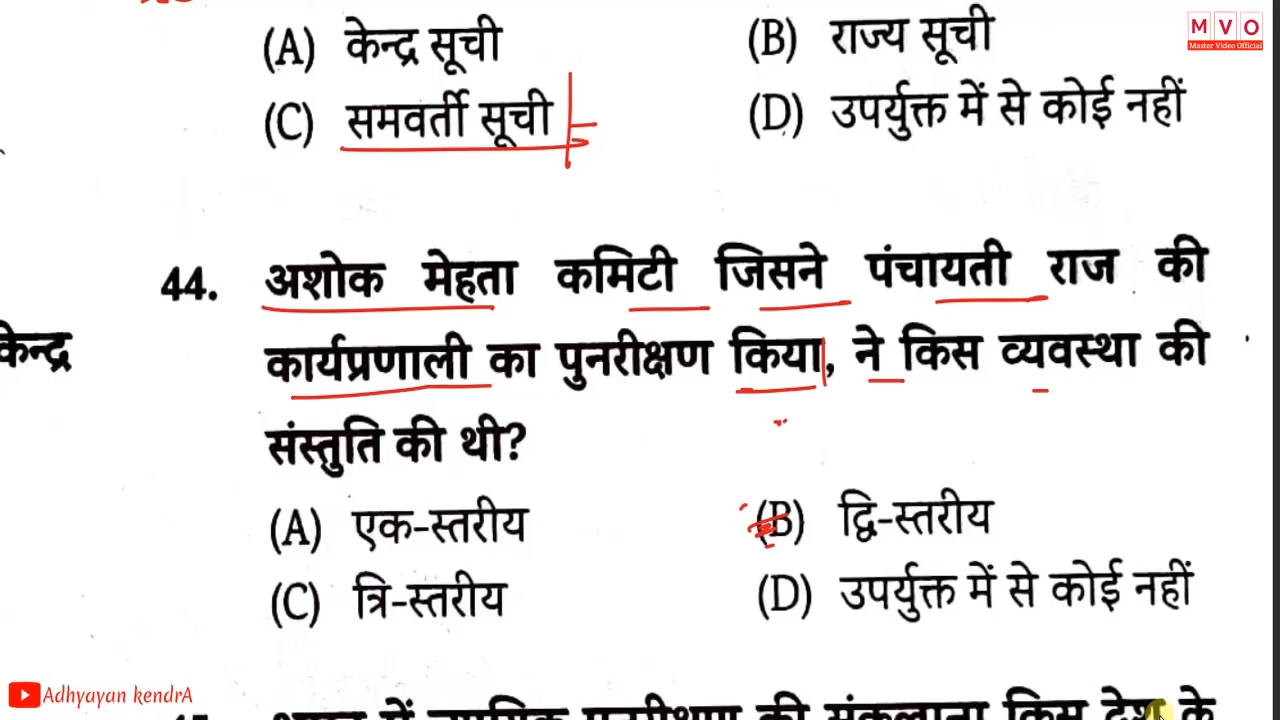 M V O
Master Video Official
(A) केन्द्र सूची (B) राज्य सूची
(C) समवर्ती सूची (D) उपर्युक्त में से कोई नहीं
44. अशोक मेहता कमिटी जिसने पंचायती राज की
केन्द्र कार्यप्रणाली का पुनरीक्षण किया, ने किस व्यवस्था की
संस्तुति की थी?
(A) एक-स्तरीय (B) द्वि-स्तरीय
(C) त्रि-स्तरीय (D) उपर्युक्त में से कोई नहीं
Adhyayan kendrA
में की किस देश के